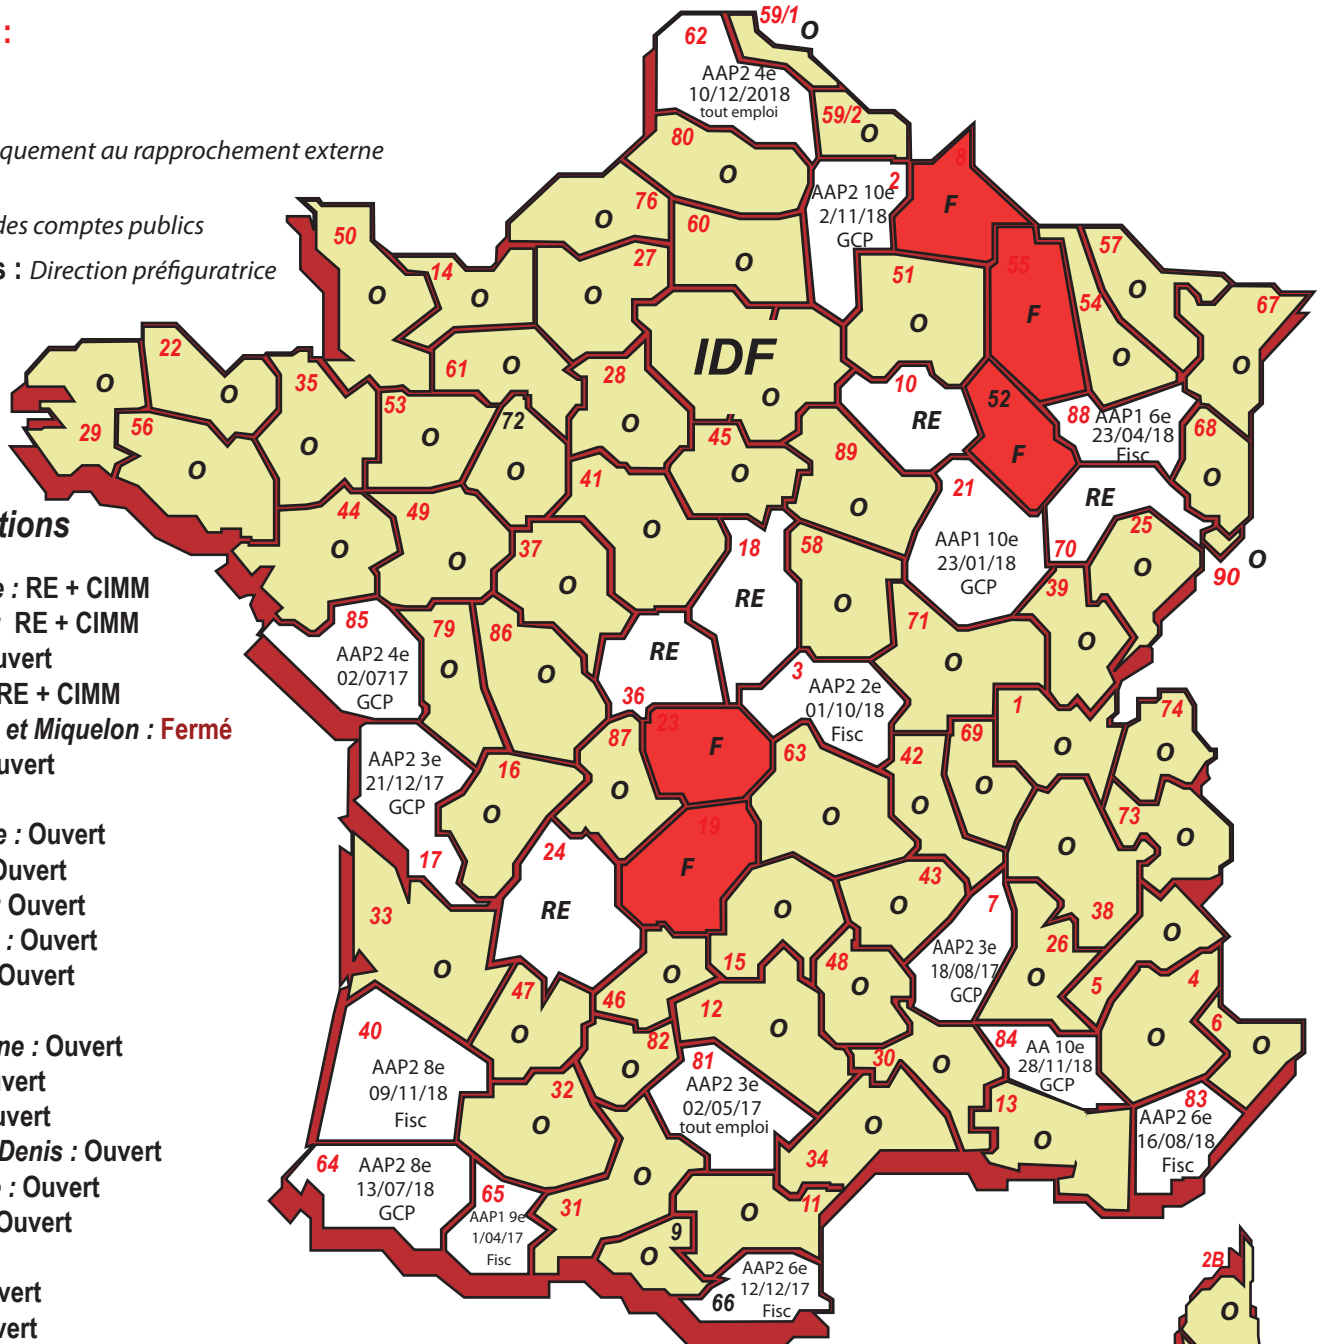 :
quement au rapprochement externe
des comptes publics
s : Direction préfiguratrice
tions
e : RE + CIMM
: RE + CIMM
uvert
RE + CIMM
et Miquelon : Fermé
uvert
e : Ouvert
Ouvert
: Ouvert
: Ouvert
Ouvert
ne : Ouvert
uvert
uvert
Denis : Ouvert
: Ouvert
Ouvert
vert
vert
59/1
O
62
AAP2 4e
10/12/2018
tout emploi
59/2
O
80
O
2
AAP2 10e
2/11/18
GCP
8
F
76
O
60
O
50
O
14
O
27
O
51
O
55
F
54
O
57
O
67
O
IDF
O
22
O
35
O
61
O
28
O
10
RE
52
F
88
AAP1 6e
23/04/18
Fisc
68
O
29
O
56
O
53
O
72
O
45
O
89
O
41
O
21
AAP1 10e
23/01/18
GCP
RE
70
25
O
90
O
44
O
49
O
37
O
18
RE
58
O
39
O
71
O
85
AAP2 4e
02/0717
GCP
79
O
86
O
RE
36
3
AAP2 2e
01/10/18
Fisc
1
O
74
O
87
O
23
F
63
O
42
O
69
O
AAP2 3e
21/12/17
GCP
17
16
O
73
O
24
RE
19
F
43
O
38
O
33
O
15
O
48
O
7
AAP2 3e
18/08/17
GCP
26
O
5
O
4
O
6
O
47
O
46
O
12
O
40
AAP2 8e
09/11/18
Fisc
82
O
81
AAP2 3e
02/05/17
tout emploi
30
O
84
AA 10e
28/11/18
GCP
32
O
13
O
83
AAP2 6e
16/08/18
Fisc
34
O
64
AAP2 8e
13/07/18
GCP
65
AAP1 9e
1/04/17
Fisc
31
O
11
O
9
O
66
AAP2 6e
12/12/17
Fisc
2B
O